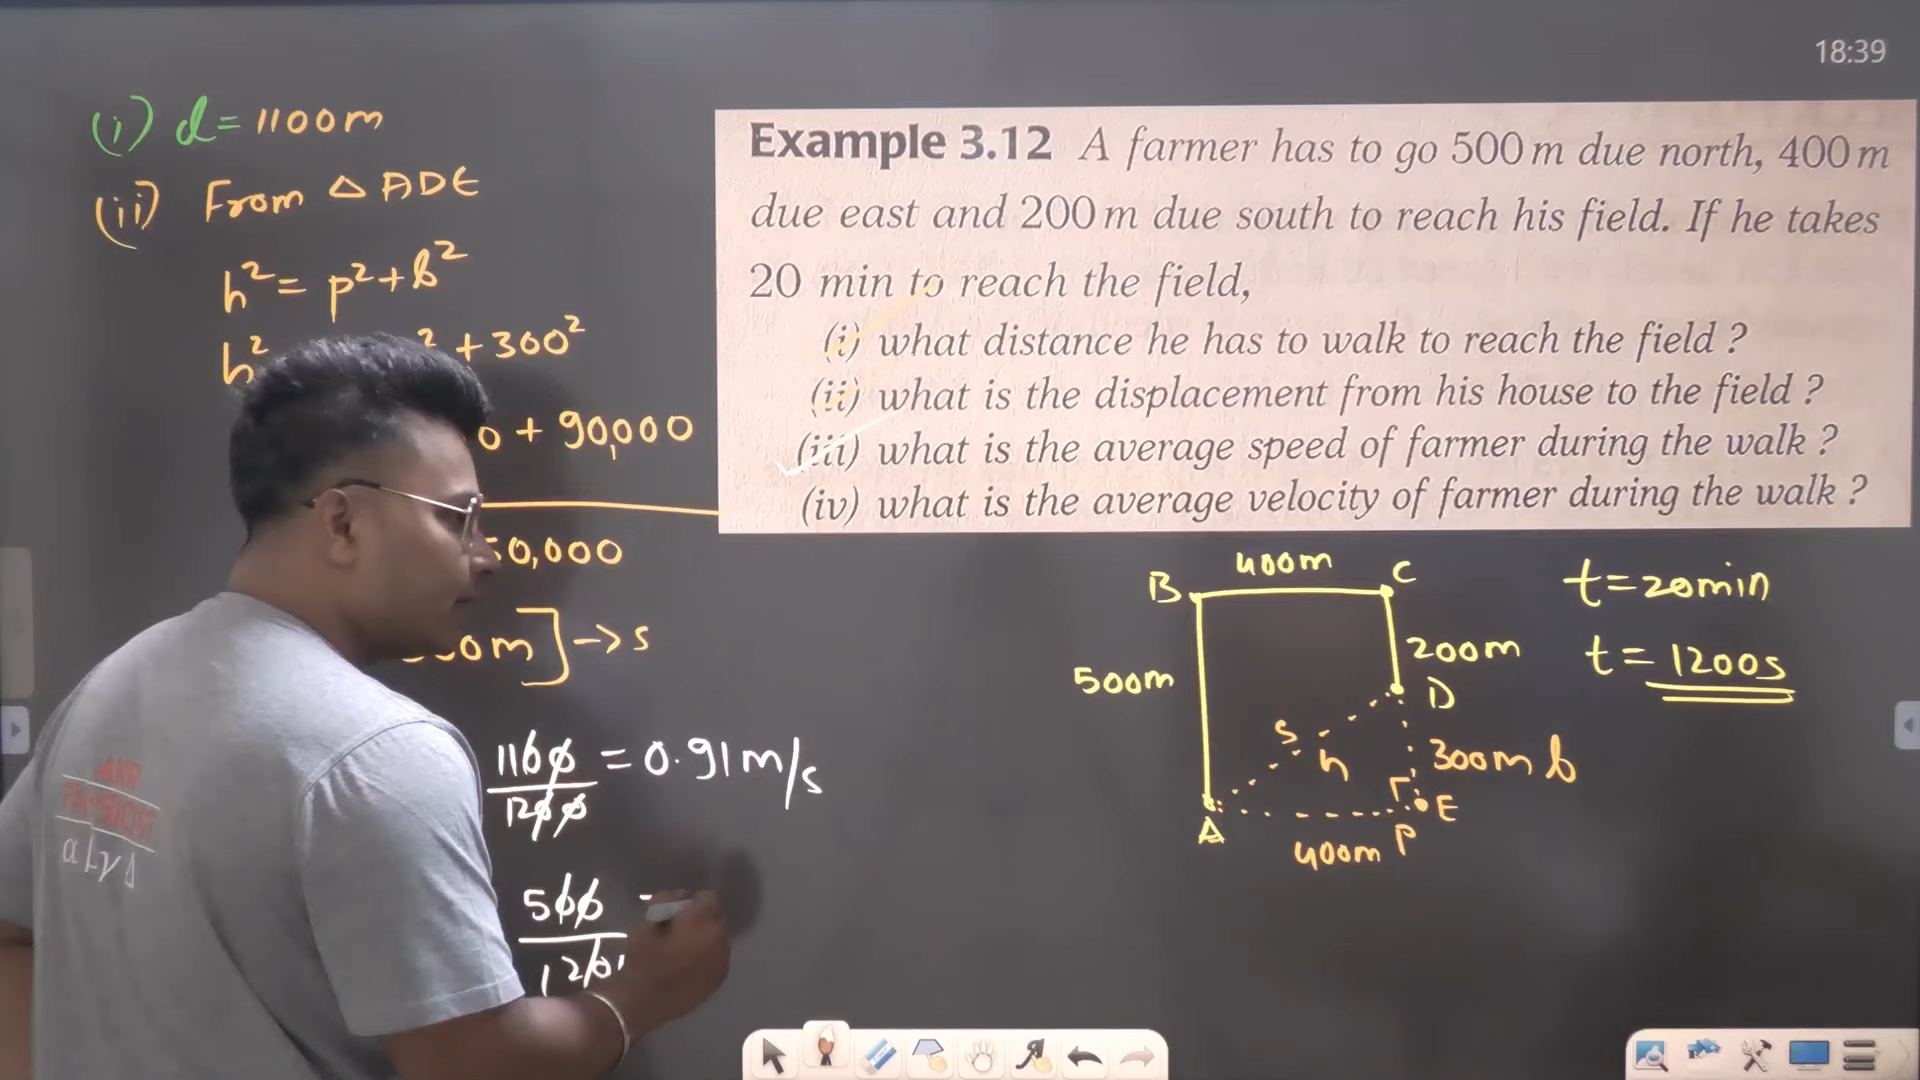 18:39
(i) d = 1100m
(ii) From △ ADE
h² = p² + b²
h² ² + 300²
0 + 90,000
50,000
0m] → s
1100/1200 = 0.91 m/s
500
Example 3.12 A farmer has to go 500 m due north, 400 m
due east and 200 m due south to reach his field. If he takes
20 min to reach the field,
(i) what distance he has to walk to reach the field ?
(ii) what is the displacement from his house to the field ?
(iii) what is the average speed of farmer during the walk ?
(iv) what is the average velocity of farmer during the walk ?
B 400m C
500m
200m
D
s
h
300m b
E
A
400m P
t = 20min
t = 1200s
α β γ δ